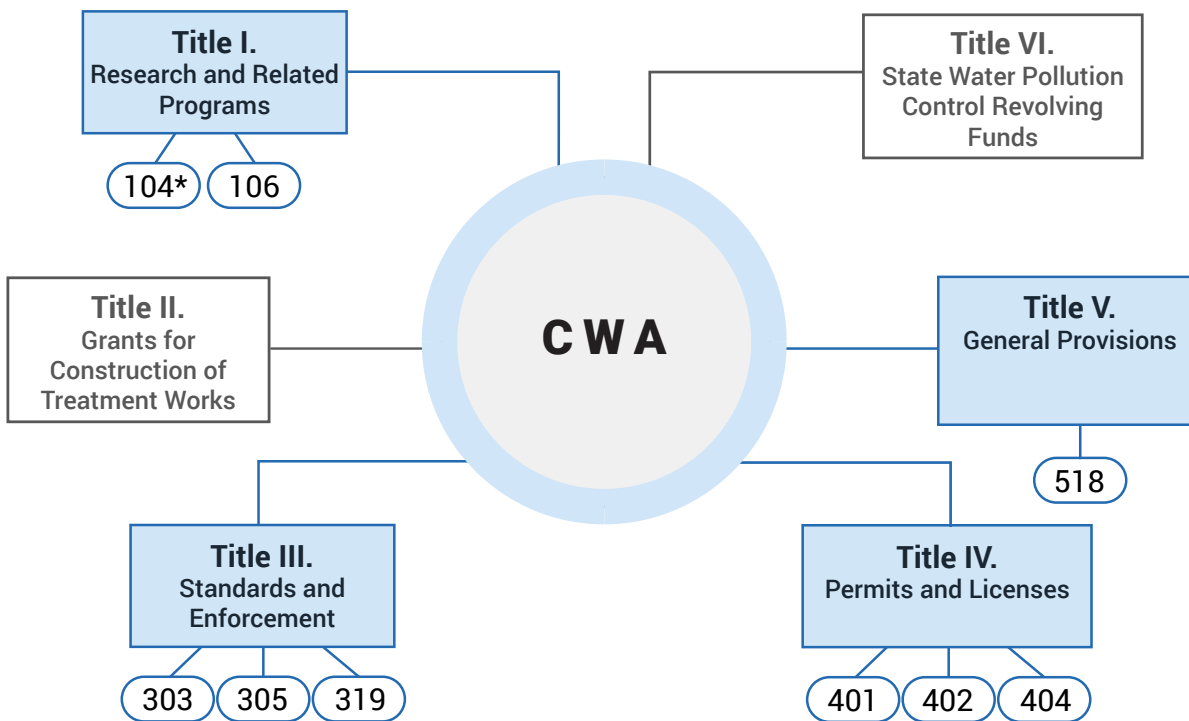 Title I.
Research and Related
Programs
104*
106
Title VI.
State Water Pollution
Control Revolving
Funds
Title II.
Grants for
Construction of
Treatment Works
CWA
Title V.
General Provisions
518
Title III.
Standards and
Enforcement
303
305
319
Title IV.
Permits and Licenses
401
402
404